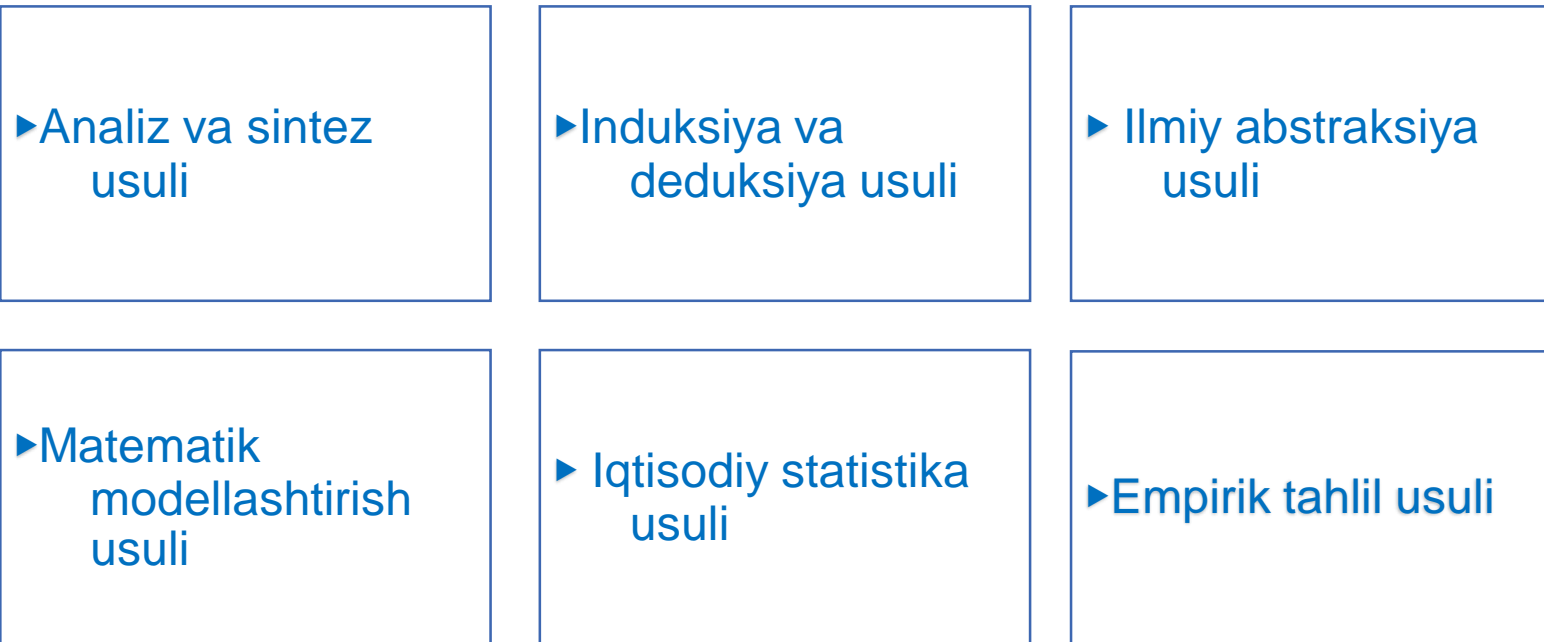 ▶Analiz va sintez
usuli
▶Induksiya va
deduksiya usuli
▶ Ilmiy abstraksiya
usuli
▶Matematik
modellashtirish
usuli
▶ Iqtisodiy statistika
usuli
▶Empirik tahlil usuli